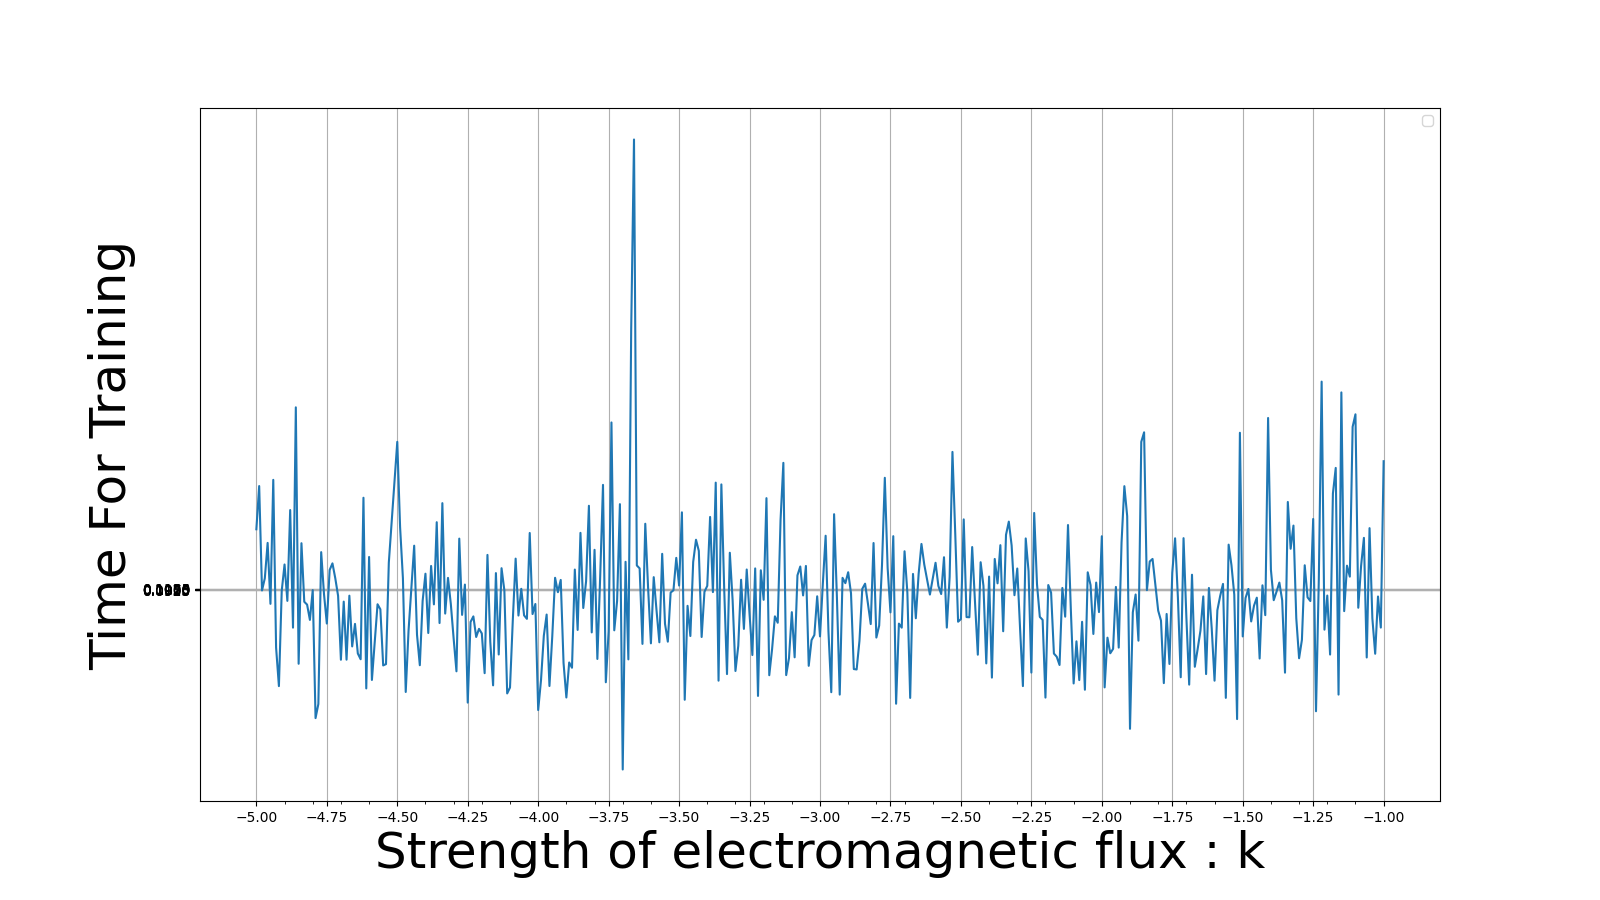 Time For Training
−5.00 −4.75 −4.50 −4.25 −4.00 −3.75 −3.50 −3.25 −3.00 −2.75 −2.50 −2.25 −2.00 −1.75 −1.50 −1.25 −1.00
Strength of electromagnetic flux : k